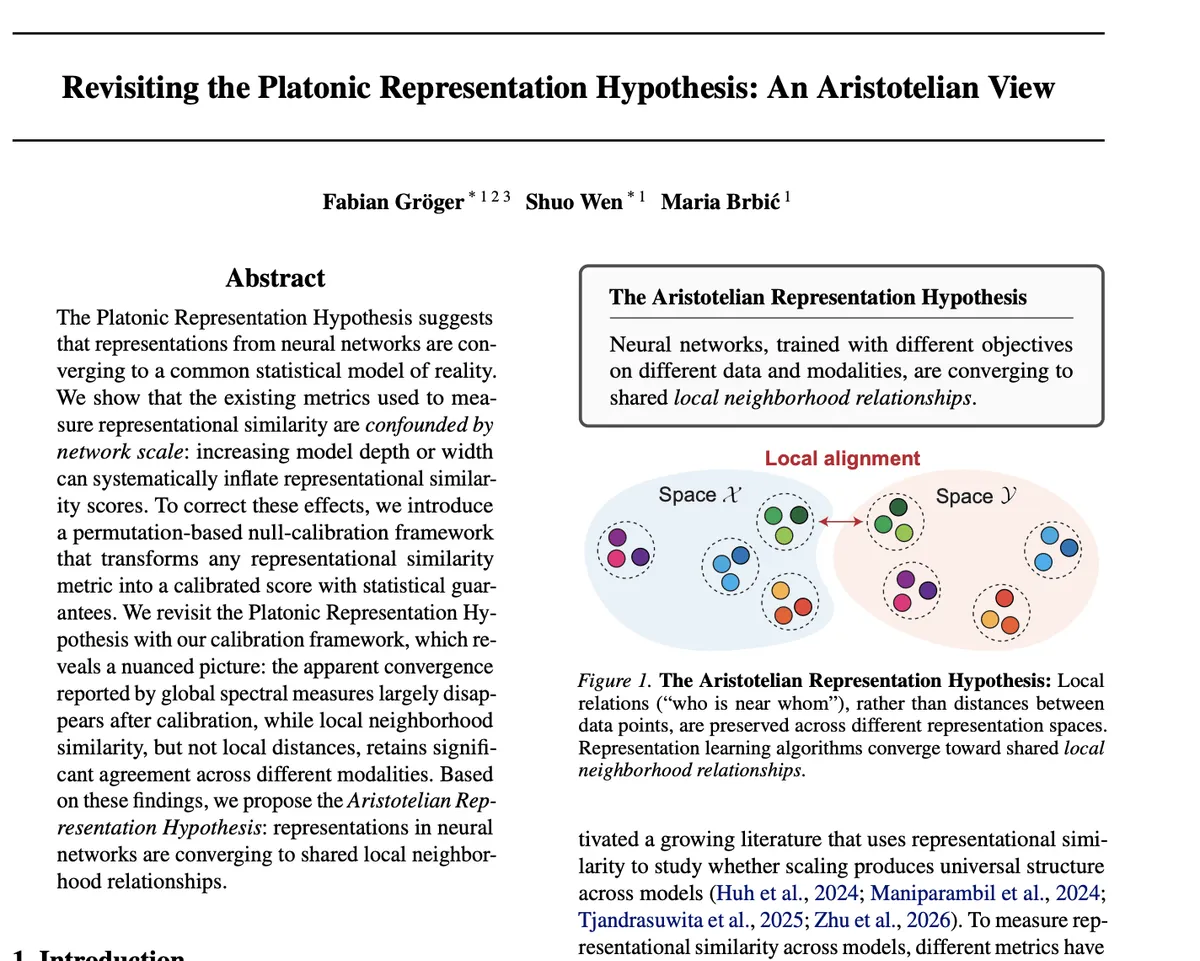 Revisiting the Platonic Representation Hypothesis: An Aristotelian View
Fabian Gröger * 1 2 3 Shuo Wen * 1 Maria Brbić 1
Abstract
The Platonic Representation Hypothesis suggests
that representations from neural networks are con-
verging to a common statistical model of reality.
We show that the existing metrics used to mea-
sure representational similarity are confounded by
network scale: increasing model depth or width
can systematically inflate representational similar-
ity scores. To correct these effects, we introduce
a permutation-based null-calibration framework
that transforms any representational similarity
metric into a calibrated score with statistical guar-
antees. We revisit the Platonic Representation Hy-
pothesis with our calibration framework, which re-
veals a nuanced picture: the apparent convergence
reported by global spectral measures largely disap-
pears after calibration, while local neighborhood
similarity, but not local distances, retains signifi-
cant agreement across different modalities. Based
on these findings, we propose the Aristotelian Rep-
resentation Hypothesis: representations in neural
networks are converging to shared local neighbor-
hood relationships.
1. Introduction
The Aristotelian Representation Hypothesis
Neural networks, trained with different objectives
on different data and modalities, are converging to
shared local neighborhood relationships.
Local alignment
Space 𝒳
Space 𝒴
Figure 1. The Aristotelian Representation Hypothesis: Local
relations (“who is near whom”), rather than distances between
data points, are preserved across different representation spaces.
Representation learning algorithms converge toward shared local
neighborhood relationships.
tivated a growing literature that uses representational simi-
larity to study whether scaling produces universal structure
across models (Huh et al., 2024; Maniparambil et al., 2024;
Tjandrasuwita et al., 2025; Zhu et al., 2026). To measure rep-
resentational similarity across models, different metrics have